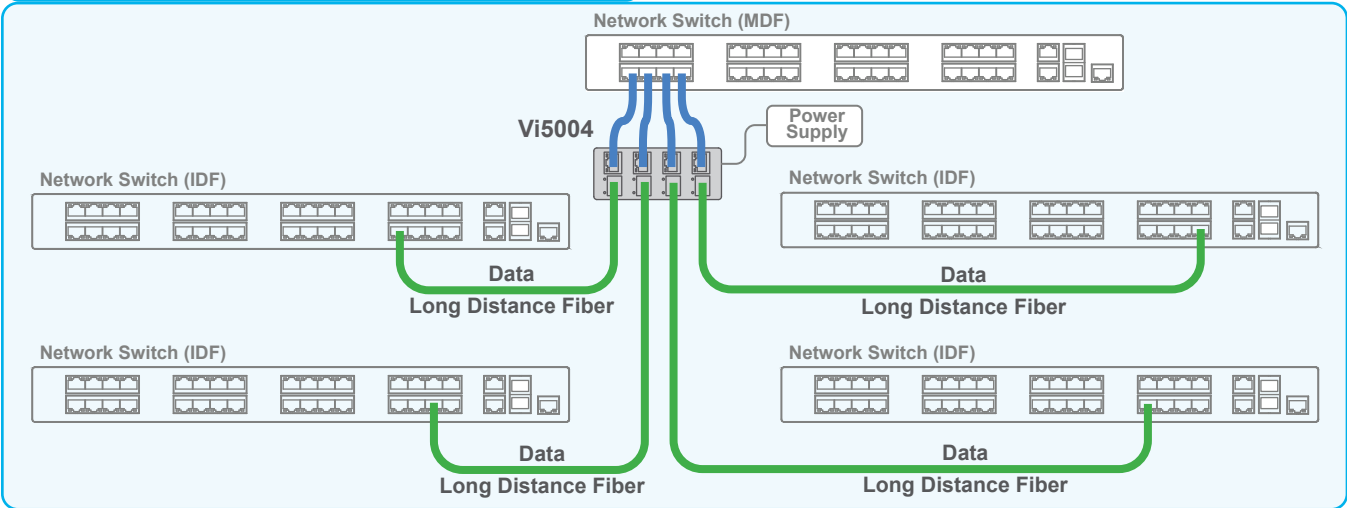 Network Switch (MDF)
Vi5004
Power
Supply
Network Switch (IDF)
Network Switch (IDF)
Data
Long Distance Fiber
Data
Long Distance Fiber
Network Switch (IDF)
Network Switch (IDF)
Data
Long Distance Fiber
Data
Long Distance Fiber